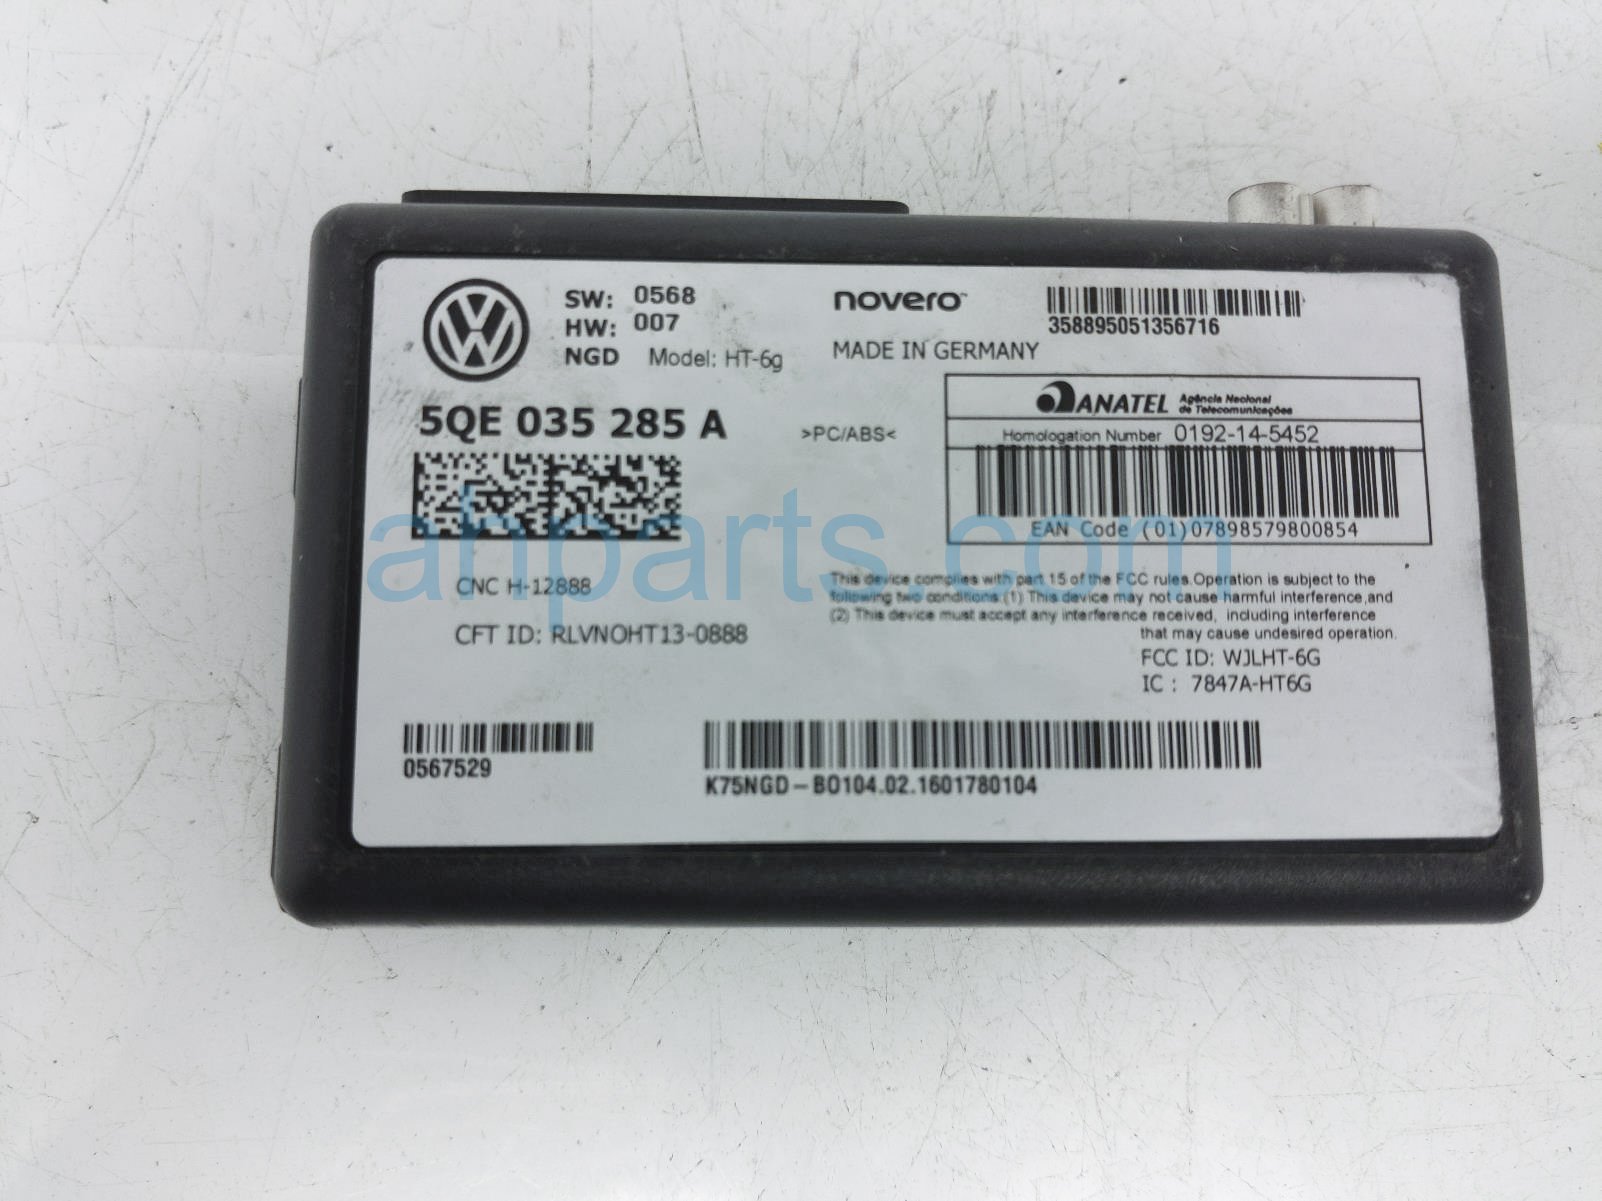 SW: 0568
HW: 007
NGD Model: HT-6g
novero
358895051356716
MADE IN GERMANY
5QE 035 285 A
>PC/ABS<
ANATEL Agência Nacional
de Telecomunicações
Homologation Number 0192-14-5452
EAN Code (01)07898579800854
ahparts.com
CNC H-12888
CFT ID: RLVNOHT13-0888
This device complies with part 15 of the FCC rules.Operation is subject to the
following two conditions:(1) This device may not cause harmful interference,and
(2) This device must accept any interference received, including interference
that may cause undesired operation.
FCC ID: WJLHT-6G
IC : 7847A-HT6G
0567529
K75NGD-BO104.02.1601780104